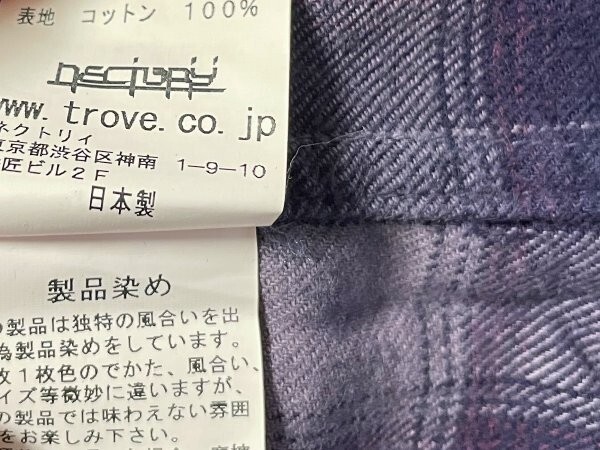 表地 コットン 100%
nectury
www.trove.co.jp
ネクトリィ
東京都渋谷区神南 1-9-10
匠ビル2F
日本製
製品染め
の製品は独特の風合いを出
為製品染めをしています。
枚1枚色のでかた、風合い、
イズ等微妙に違いますが、
の製品では味わえない雰囲
をお楽しみ下さい。